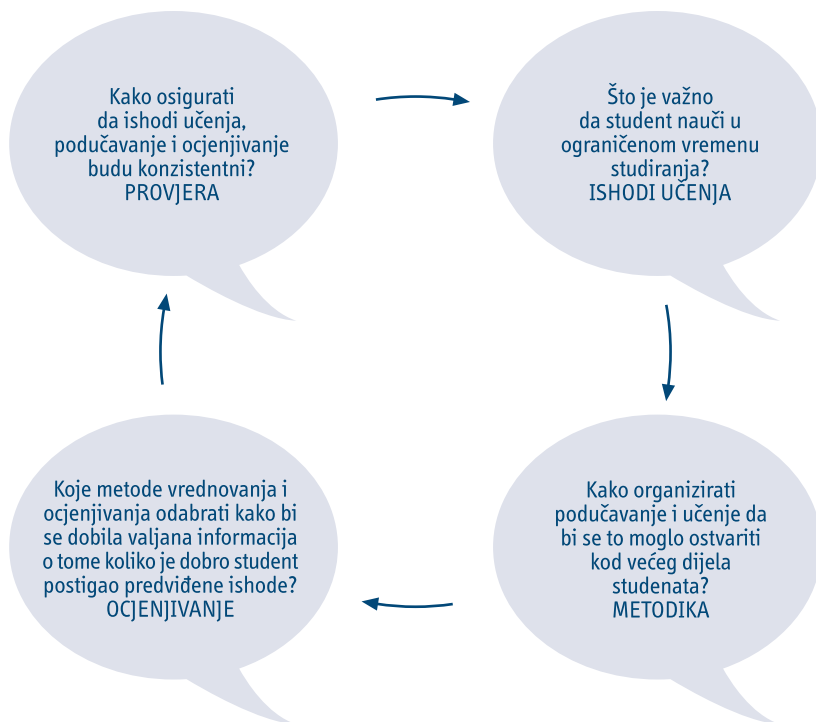 Kako osigurati
da ishodi učenja,
podučavanje i ocjenjivanje
budu konzistentni?
PROVJERA
Što je važno
da student nauči u
ograničenom vremenu
studiranja?
ISHODI UČENJA
Koje metode vrednovanja i
ocjenjivanja odabrati kako bi
se dobila valjana informacija
o tome koliko je dobro student
postigao predviđene ishode?
OCJENJIVANJE
Kako organizirati
podučavanje i učenje da
bi se to moglo ostvariti
kod većeg dijela
studenata?
METODIKA